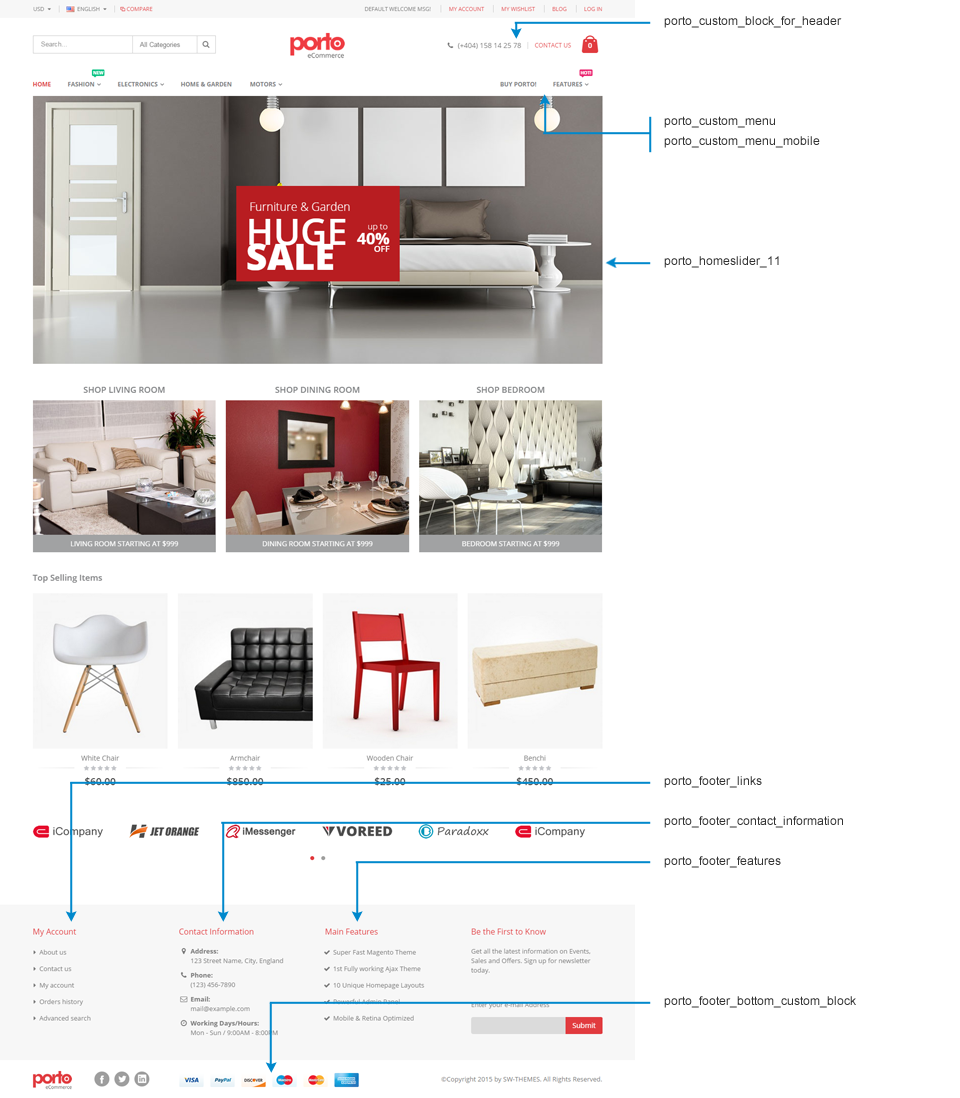 USD ENGLISH COMPARE DEFAULT WELCOME MSG! MY ACCOUNT MY WISHLIST BLOG LOG IN
porto_custom_block_for_header
Search... All Categories
porto
eCommerce
(+404) 158 14 25 78 CONTACT US 0
NEW HOT!
HOME FASHION ELECTRONICS HOME & GARDEN MOTORS BUY PORTO! FEATURES
porto_custom_menu
porto_custom_menu_mobile
Furniture & Garden
HUGE
SALE
up to
40%
OFF
porto_homeslider_11
SHOP LIVING ROOM SHOP DINING ROOM SHOP BEDROOM
LIVING ROOM STARTING AT $999 DINING ROOM STARTING AT $999 BEDROOM STARTING AT $999
Top Selling Items
White Chair Armchair Wooden Chair Benchi
$60.00 $850.00 $25.00 $450.00
porto_footer_links
porto_footer_contact_information
iCompany JET ORANGE iMessenger VOREED Paradoxx iCompany
porto_footer_features
My Account
About us
Contact us
My account
Orders history
Advanced search
Contact Information
Address:
123 Street Name, City, England
Phone:
(123) 456-7890
Email:
mail@example.com
Working Days/Hours:
Mon - Sun / 9:00AM - 8:00PM
Main Features
Super Fast Magento Theme
1st Fully working Ajax Theme
10 Unique Homepage Layouts
Powerful Admin Panel
Mobile & Retina Optimized
Be the First to Know
Get all the latest information on Events,
Sales and Offers. Sign up for newsletter
today.
Enter your e-mail Address
Submit
porto_footer_bottom_custom_block
porto
eCommerce
VISA PayPal DISCOVER Maestro MasterCard
©Copyright 2015 by SW-THEMES. All Rights Reserved.